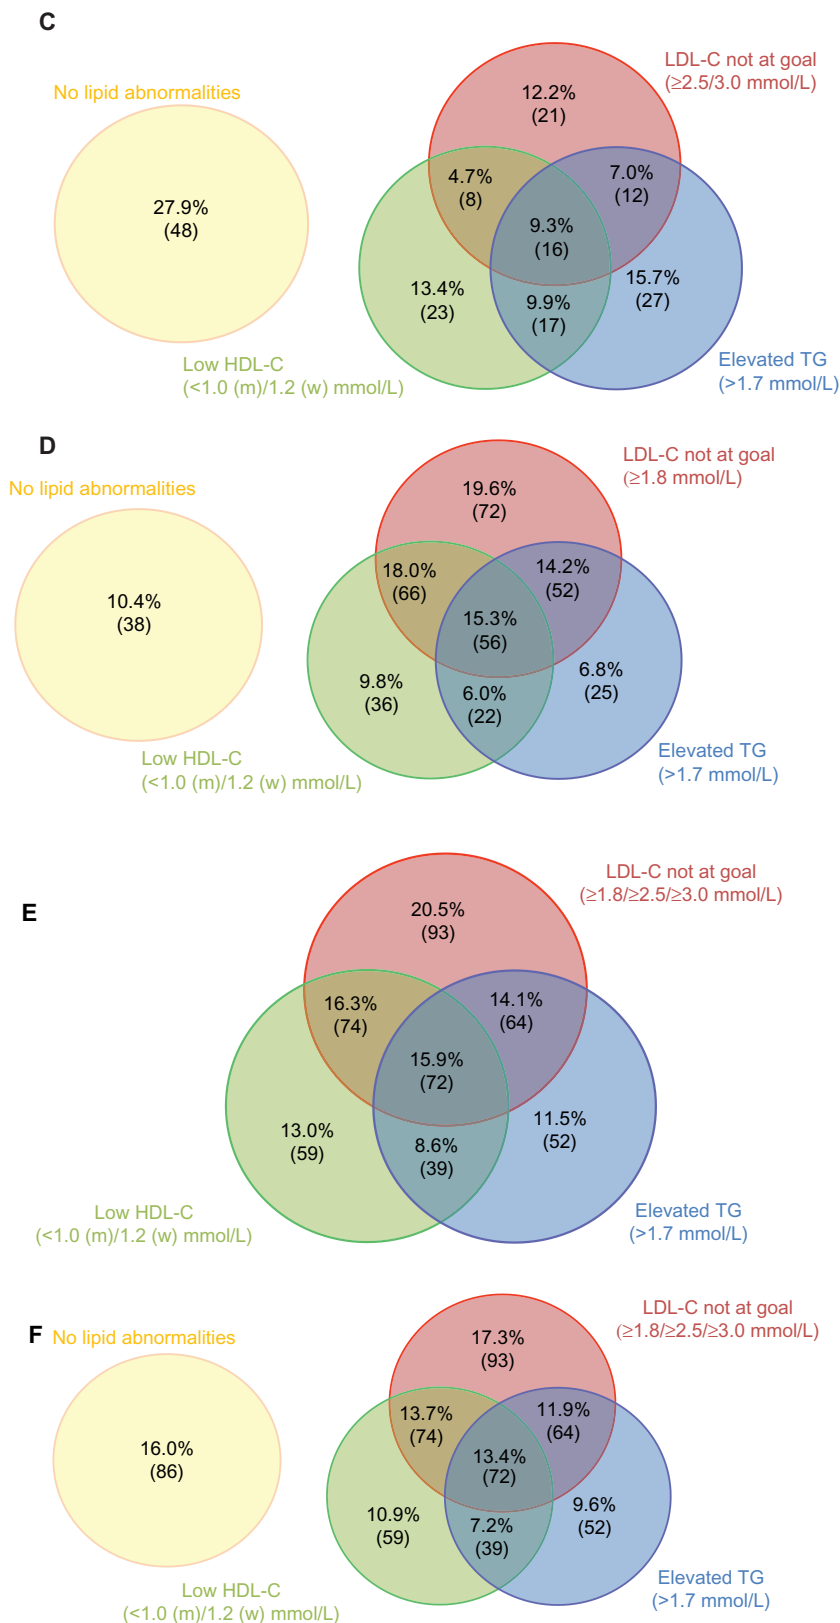 C
No lipid abnormalities
27.9%
(48)
LDL-C not at goal
(≥2.5/3.0 mmol/L)
12.2%
(21)
4.7%
(8)
7.0%
(12)
9.3%
(16)
13.4%
(23)
9.9%
(17)
15.7%
(27)
Low HDL-C
(<1.0 (m)/1.2 (w) mmol/L)
Elevated TG
(>1.7 mmol/L)
D
No lipid abnormalities
10.4%
(38)
LDL-C not at goal
(≥1.8 mmol/L)
19.6%
(72)
18.0%
(66)
14.2%
(52)
15.3%
(56)
9.8%
(36)
6.0%
(22)
6.8%
(25)
Low HDL-C
(<1.0 (m)/1.2 (w) mmol/L)
Elevated TG
(>1.7 mmol/L)
E
LDL-C not at goal
(≥1.8/≥2.5/≥3.0 mmol/L)
20.5%
(93)
16.3%
(74)
14.1%
(64)
15.9%
(72)
13.0%
(59)
8.6%
(39)
11.5%
(52)
Low HDL-C
(<1.0 (m)/1.2 (w) mmol/L)
Elevated TG
(>1.7 mmol/L)
F
No lipid abnormalities
16.0%
(86)
LDL-C not at goal
(≥1.8/≥2.5/≥3.0 mmol/L)
17.3%
(93)
13.7%
(74)
11.9%
(64)
13.4%
(72)
10.9%
(59)
7.2%
(39)
9.6%
(52)
Low HDL-C
(<1.0 (m)/1.2 (w) mmol/L)
Elevated TG
(>1.7 mmol/L)